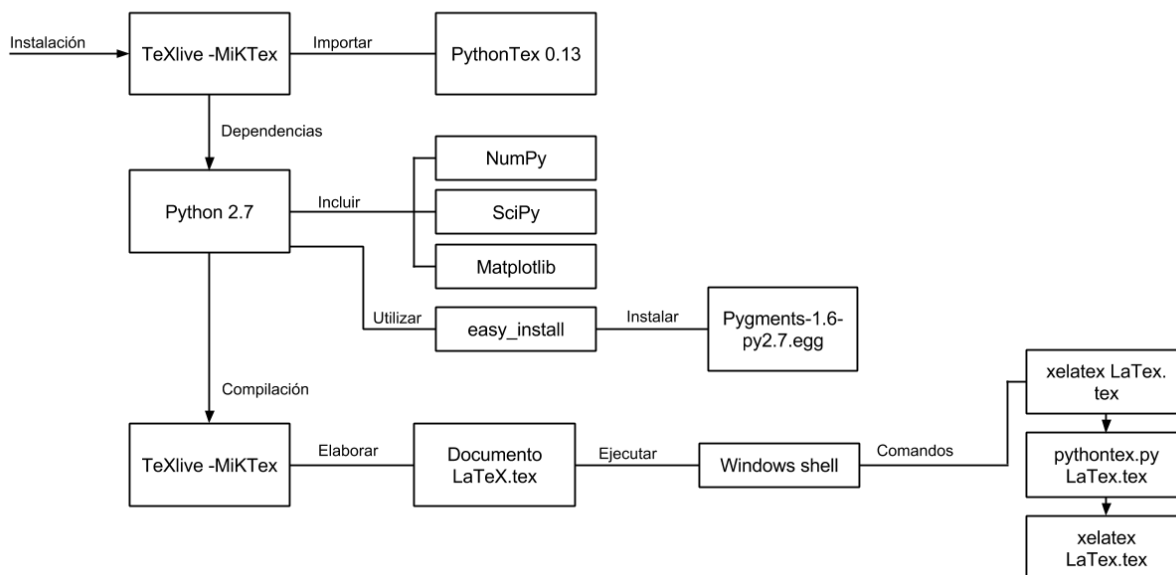 Instalación
TeXlive -MiKTex
Importar
PythonTex 0.13
Dependencias
Python 2.7
Incluir
NumPy
SciPy
Matplotlib
Utilizar
easy_install
Instalar
Pygments-1.6-
py2.7.egg
Compilación
TeXlive -MiKTex
Elaborar
Documento
LaTeX.tex
Ejecutar
Windows shell
Comandos
xelatex LaTex.
tex
pythontex.py
LaTex.tex
xelatex
LaTex.tex